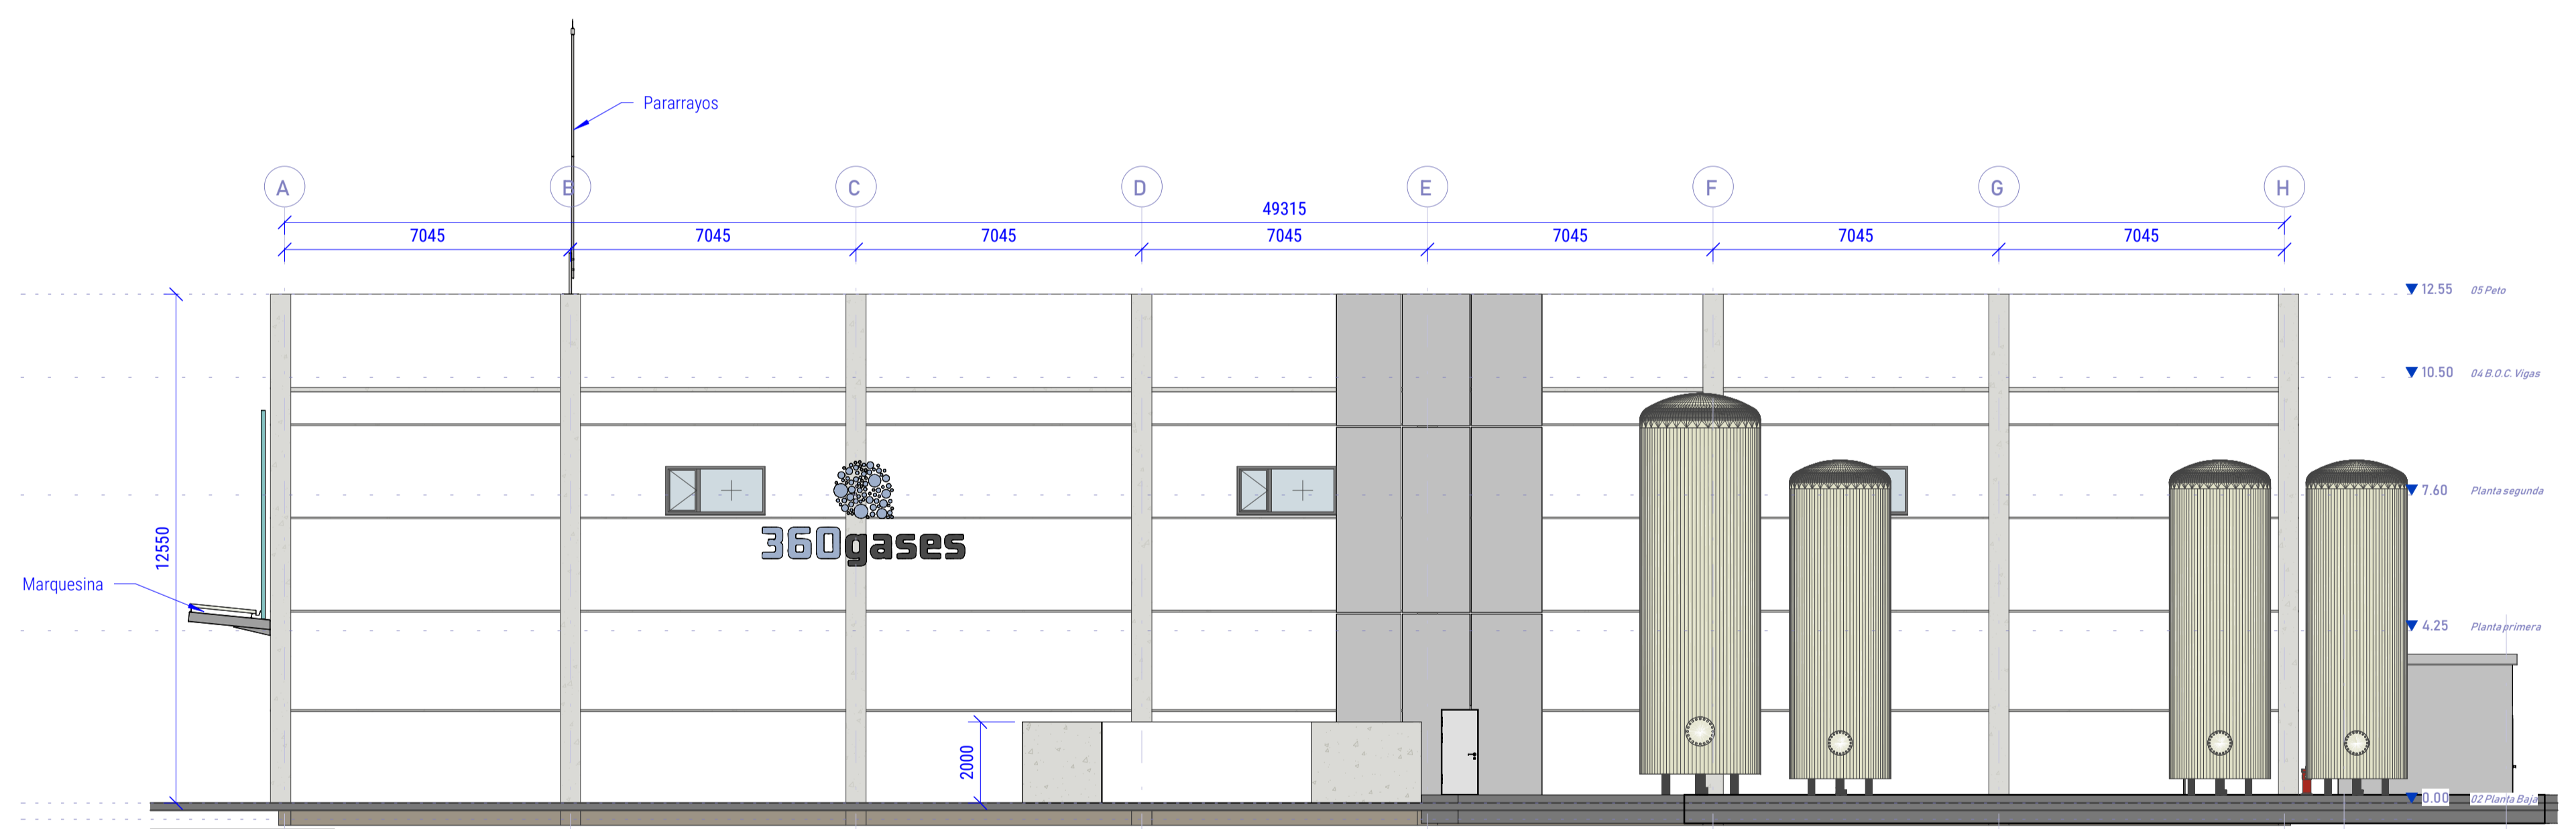 Pararrayos
A
B
C
D
E
F
G
H
49315
7045
7045
7045
7045
7045
7045
7045
12.55 05 Peto
10.50 04 B.O.C. Vigas
7.60 Planta segunda
360gases
12550
Marquesina
4.25 Planta primera
2000
0.00 02 Planta Baja